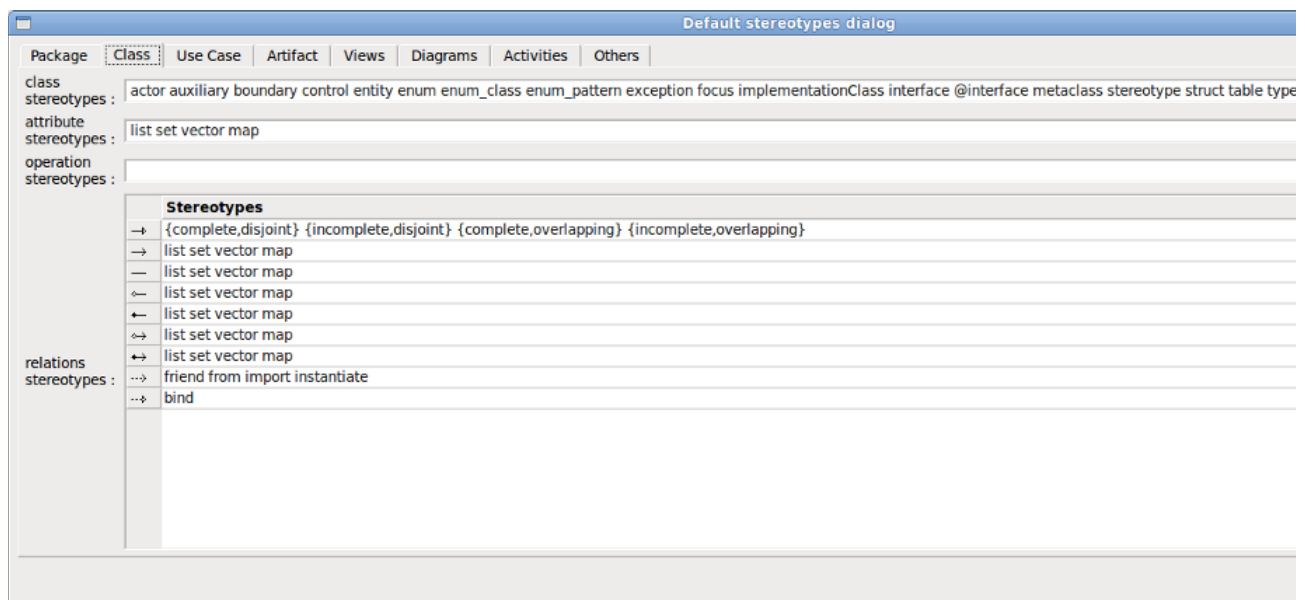 Default stereotypes dialog
Package Class Use Case Artifact Views Diagrams Activities Others
class
stereotypes :
actor auxiliary boundary control entity enum enum_class enum_pattern exception focus implementationClass interface @interface metaclass stereotype struct table type
attribute
stereotypes :
list set vector map
operation
stereotypes :
Stereotypes
{complete,disjoint} {incomplete,disjoint} {complete,overlapping} {incomplete,overlapping}
list set vector map
list set vector map
list set vector map
list set vector map
list set vector map
list set vector map
relations
stereotypes :
friend from import instantiate
bind